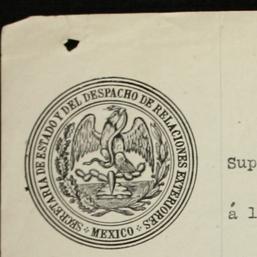 SECRETARIA DE ESTADO Y DEL DESPACHO DE RELACIONES EXTERIORES
MEXICO
Sup
á l